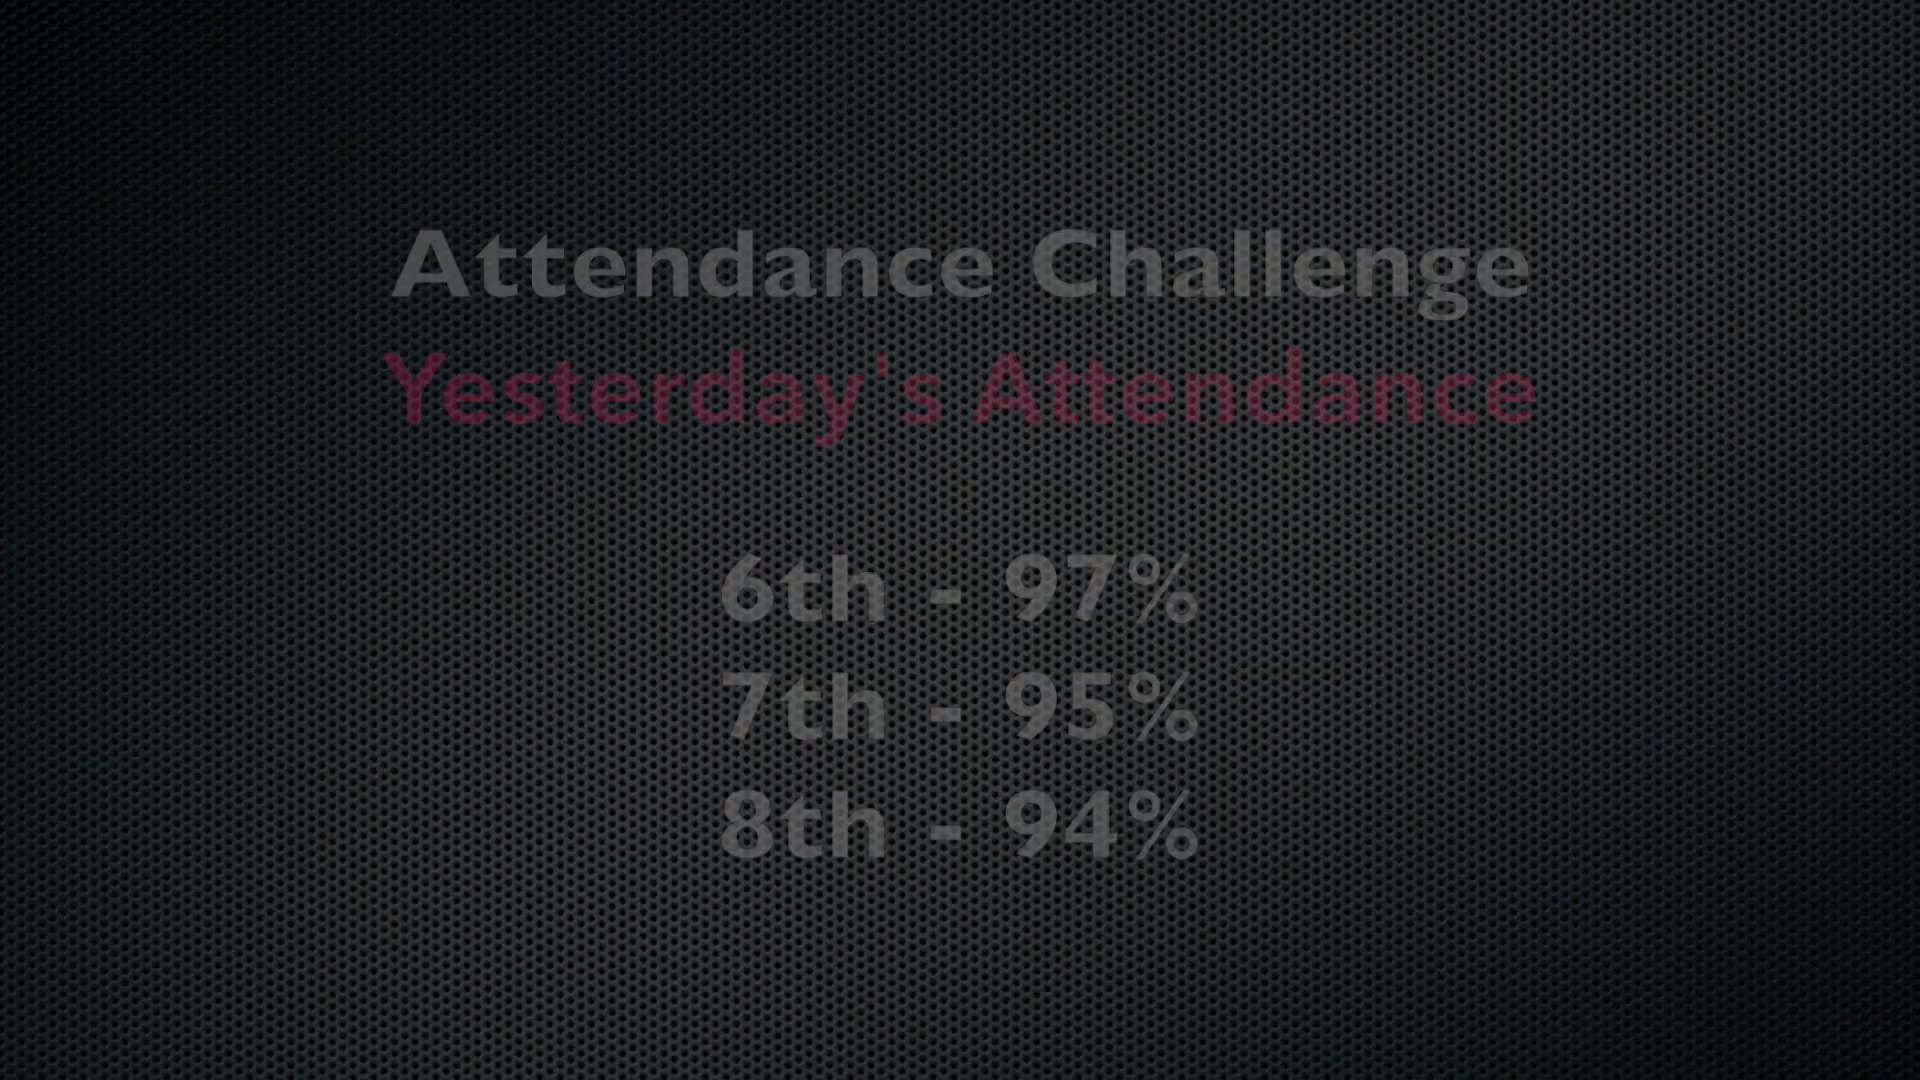 Attendance Challenge
Yesterday's Attendance
6th - 97%
7th - 95%
8th - 94%